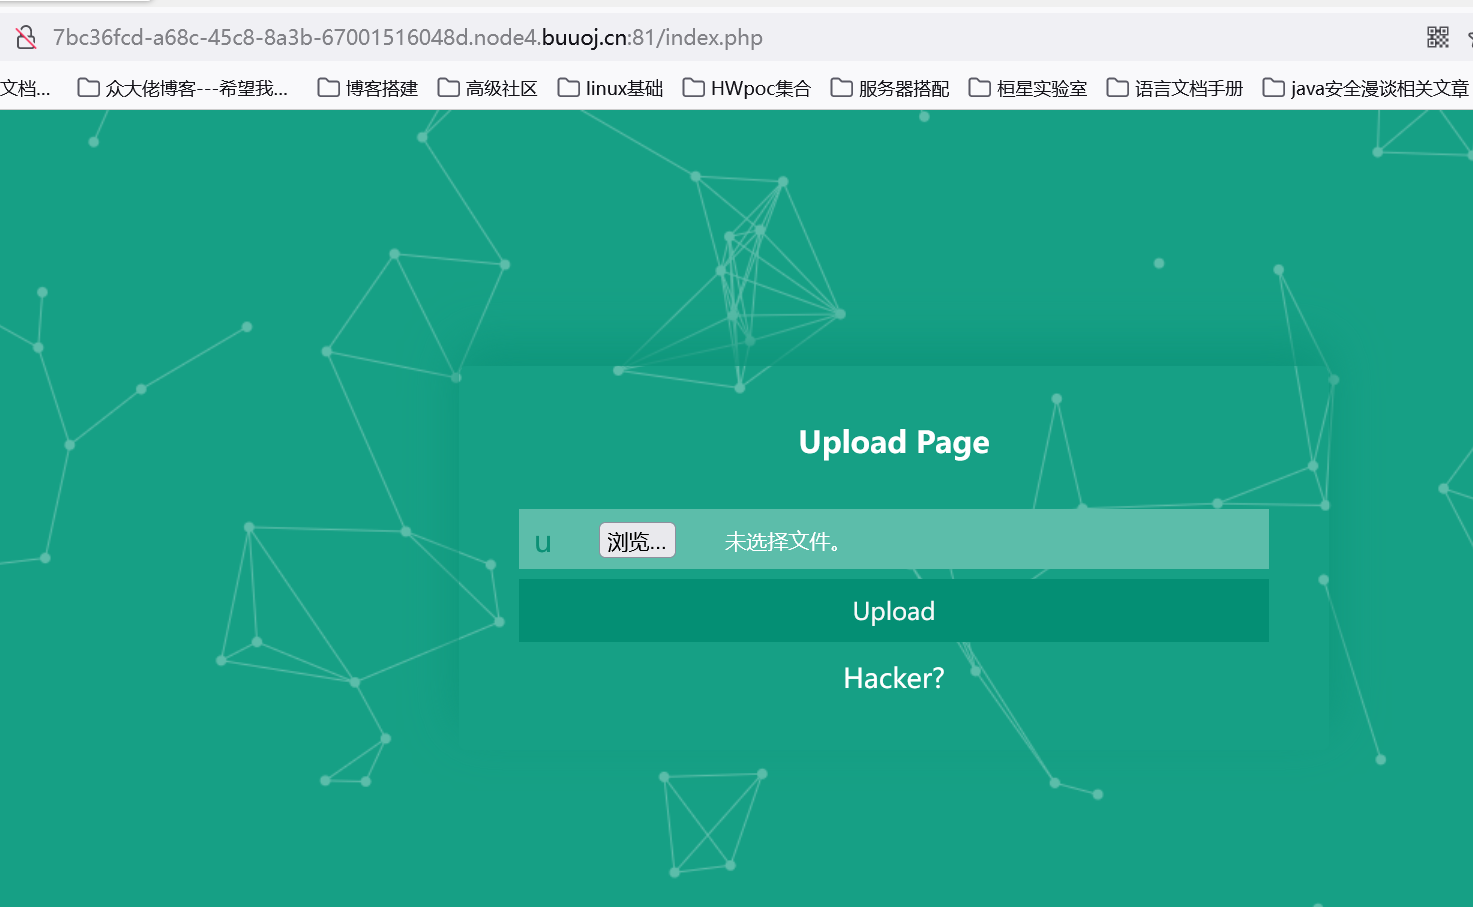 7bc36fcd-a68c-45c8-8a3b-67001516048d.node4.buuoj.cn:81/index.php
文档... 众大佬博客---希望我... 博客搭建 高级社区 linux基础 HWpoc集合 服务器搭配 桓星实验室 语言文档手册 java安全漫谈相关文章
Upload Page
u 浏览... 未选择文件。
Upload
Hacker?